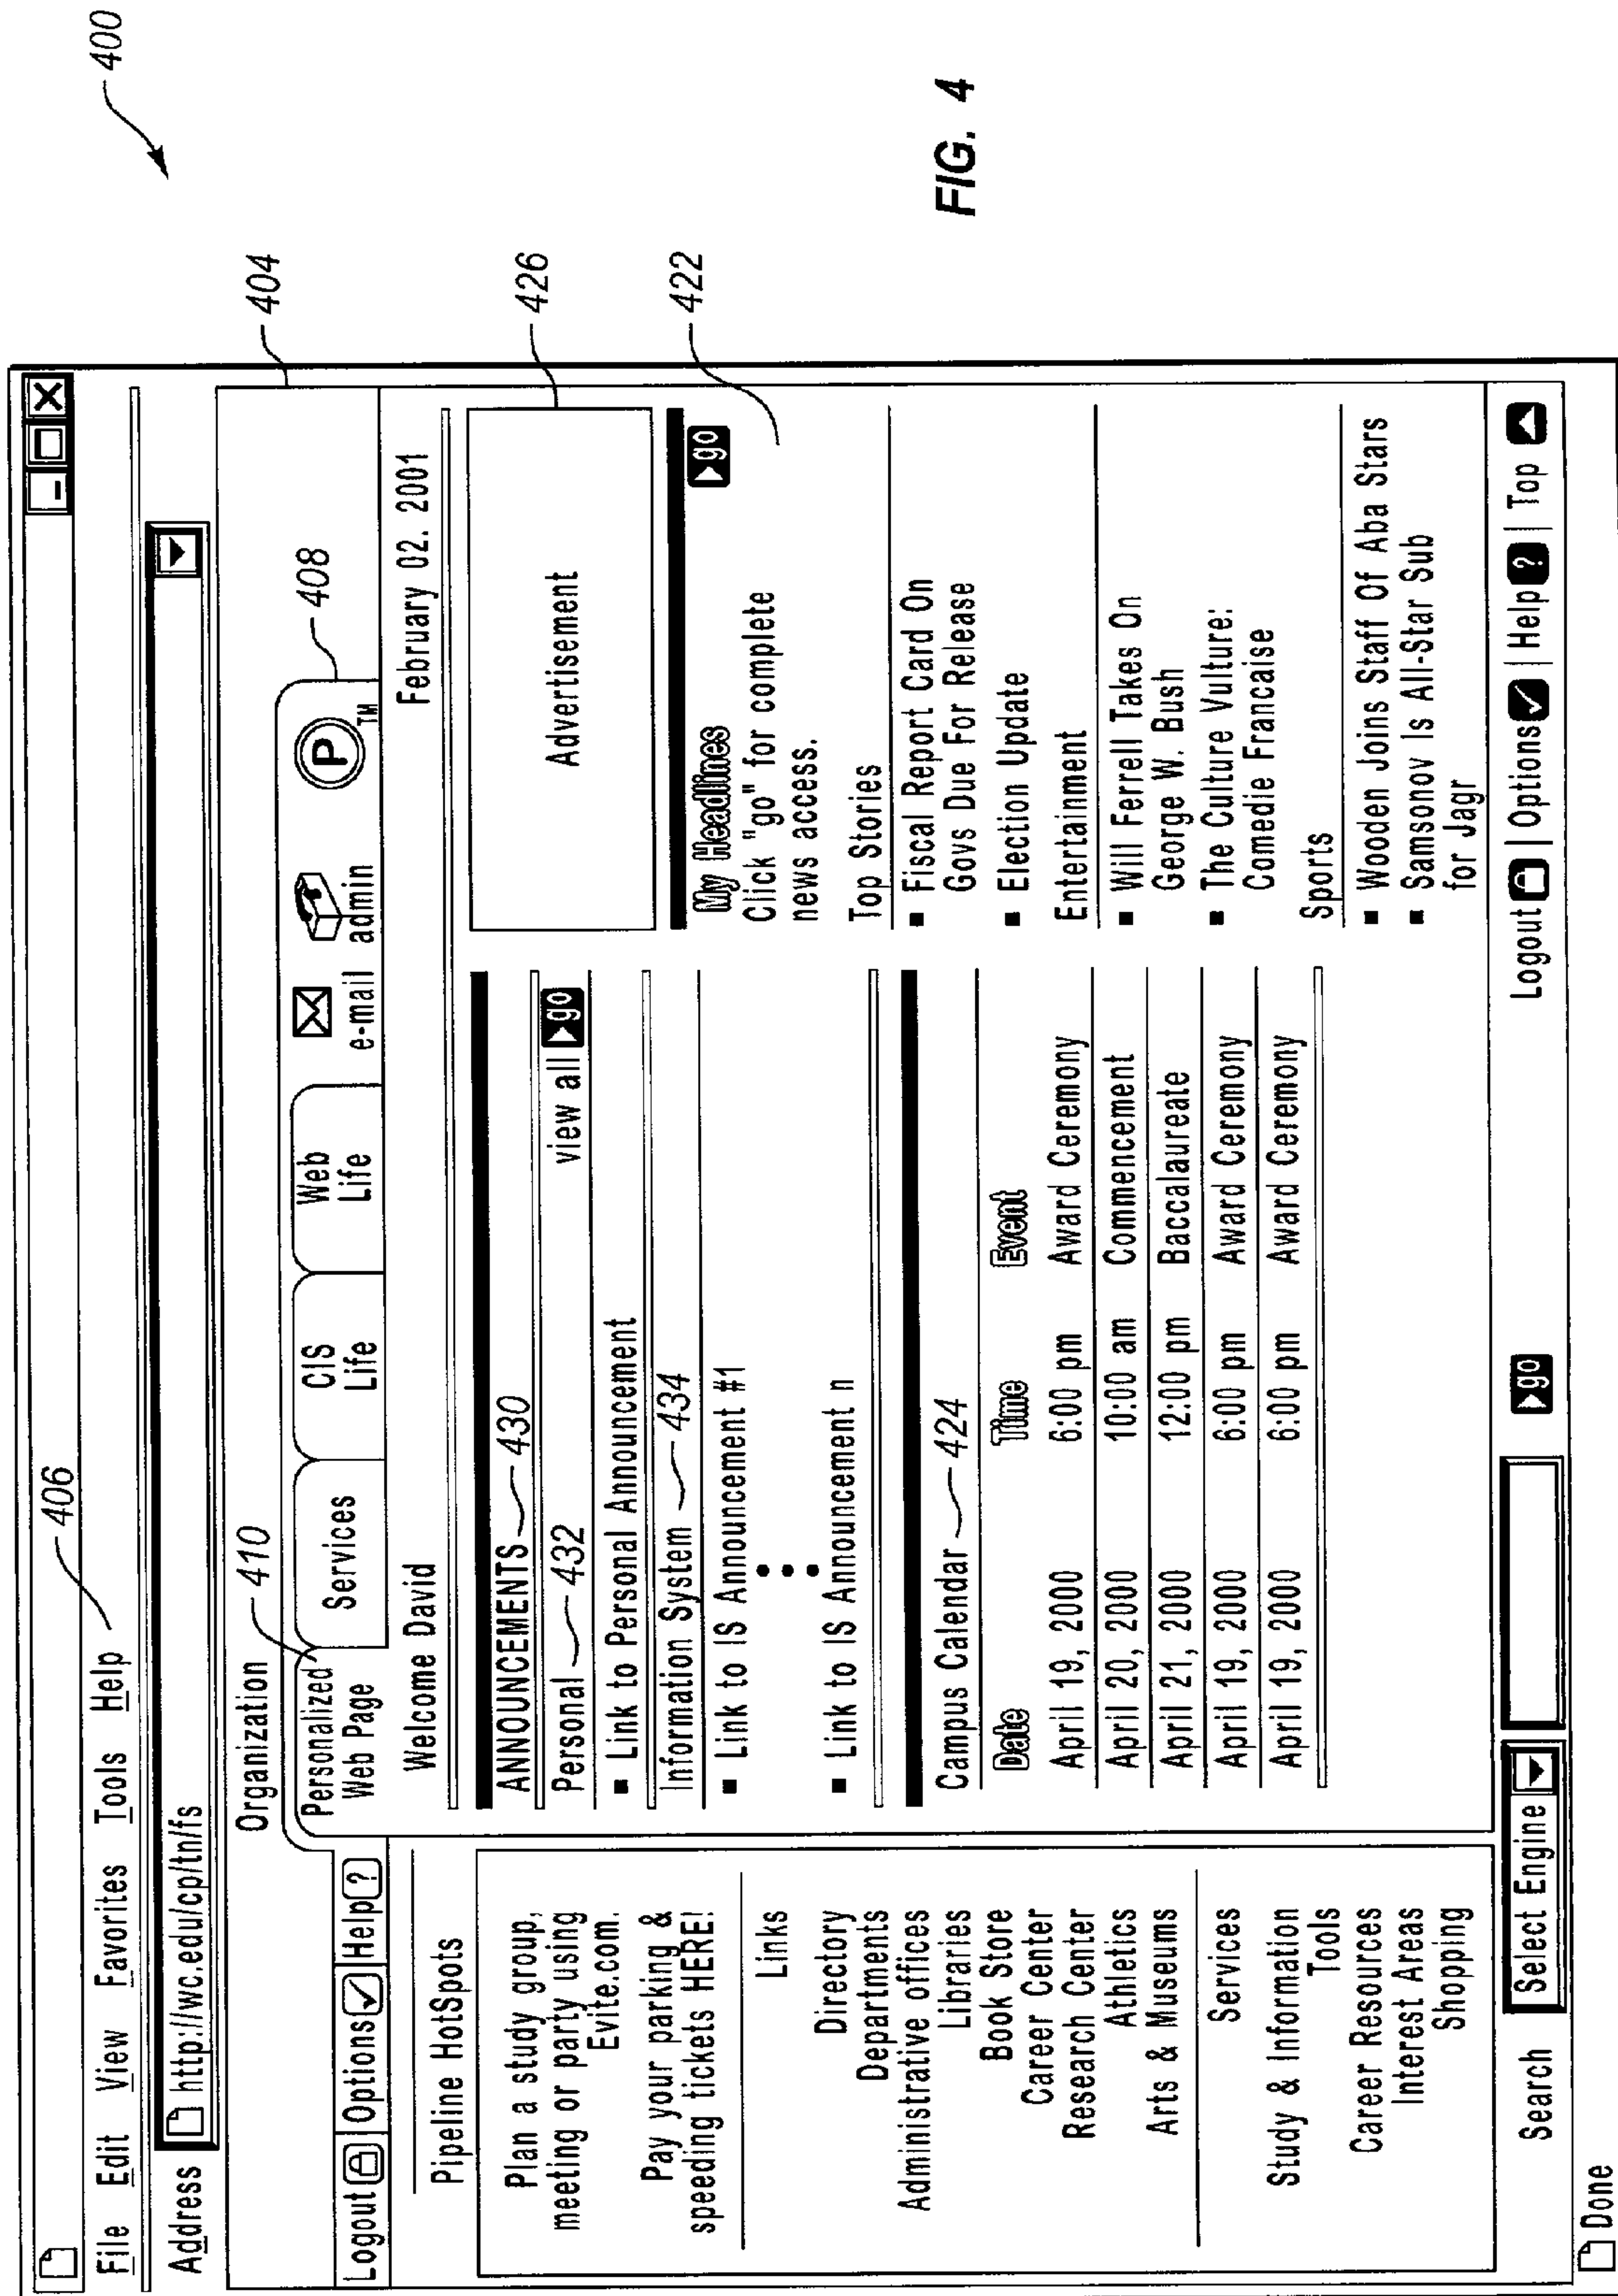 400
406
File Edit View Favorites Tools Help
Address http://wc.edu/cp/tn/fs
404
Organization
410
408
Logout Options Help ?
Personalized
Web Page
Services
CIS
Life
Web
Life
e-mail
admin
P
TM
Pipeline HotSpots
Plan a study group,
meeting or party using
Evite.com.
Pay your parking &
speeding tickets HERE!
Links
Directory
Departments
Administrative offices
Libraries
Book Store
Career Center
Research Center
Athletics
Arts & Museums
Services
Study & Information
Tools
Career Resources
Interest Areas
Shopping
Welcome David
February 02. 2001
ANNOUNCEMENTS 430
Personal 432
view all go
Link to Personal Announcement
Information System 434
Link to IS Announcement #1
Link to IS Announcement n
Campus Calendar 424
Date Time Event
April 19, 2000 6:00 pm Award Ceremony
April 20, 2000 10:00 am Commencement
April 21, 2000 12:00 pm Baccalaureate
April 19, 2000 6:00 pm Award Ceremony
April 19, 2000 6:00 pm Award Ceremony
Advertisement
426
go
My Headlines
422
Click "go" for complete
news access.
Top Stories
Fiscal Report Card On
Govs Due For Release
Election Update
Entertainment
Will Ferrell Takes On
George W. Bush
The Culture Vulture:
Comedie Francaise
Sports
Wooden Joins Staff Of Aba Stars
Samsonov Is All-Star Sub
for Jagr
Search Select Engine go
Logout | Options | Help ? | Top
Done
FIG. 4